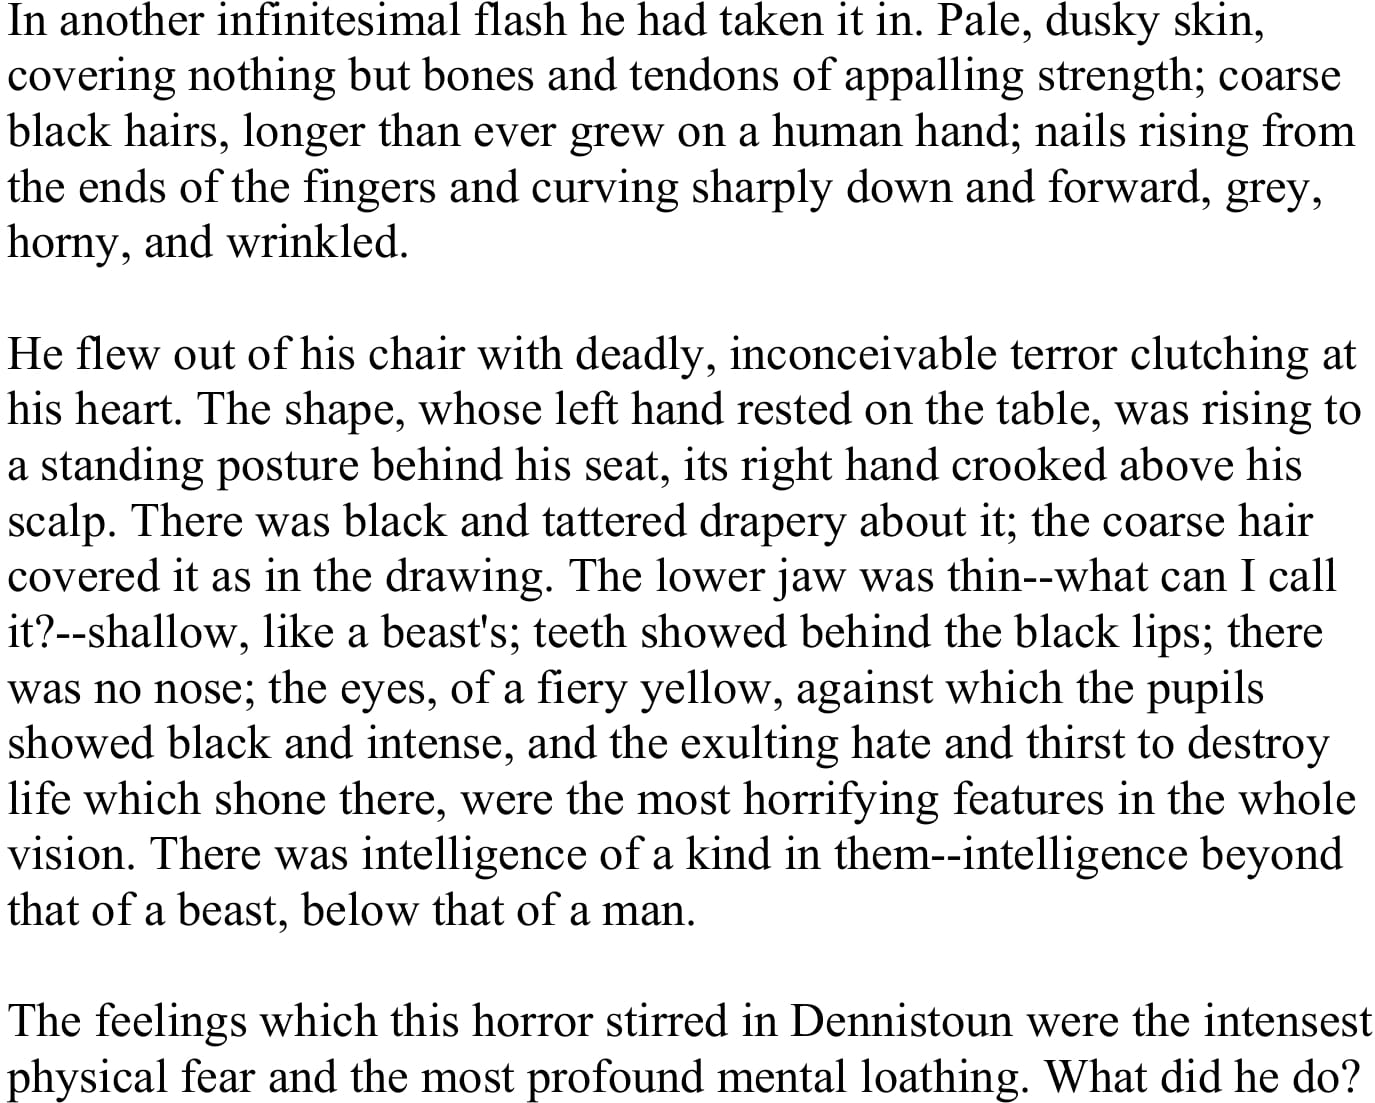 In another infinitesimal flash he had taken it in. Pale, dusky skin,
covering nothing but bones and tendons of appalling strength; coarse
black hairs, longer than ever grew on a human hand; nails rising from
the ends of the fingers and curving sharply down and forward, grey,
horny, and wrinkled.

He flew out of his chair with deadly, inconceivable terror clutching at
his heart. The shape, whose left hand rested on the table, was rising to
a standing posture behind his seat, its right hand crooked above his
scalp. There was black and tattered drapery about it; the coarse hair
covered it as in the drawing. The lower jaw was thin--what can I call
it?--shallow, like a beast's; teeth showed behind the black lips; there
was no nose; the eyes, of a fiery yellow, against which the pupils
showed black and intense, and the exulting hate and thirst to destroy
life which shone there, were the most horrifying features in the whole
vision. There was intelligence of a kind in them--intelligence beyond
that of a beast, below that of a man.

The feelings which this horror stirred in Dennistoun were the intensest
physical fear and the most profound mental loathing. What did he do?